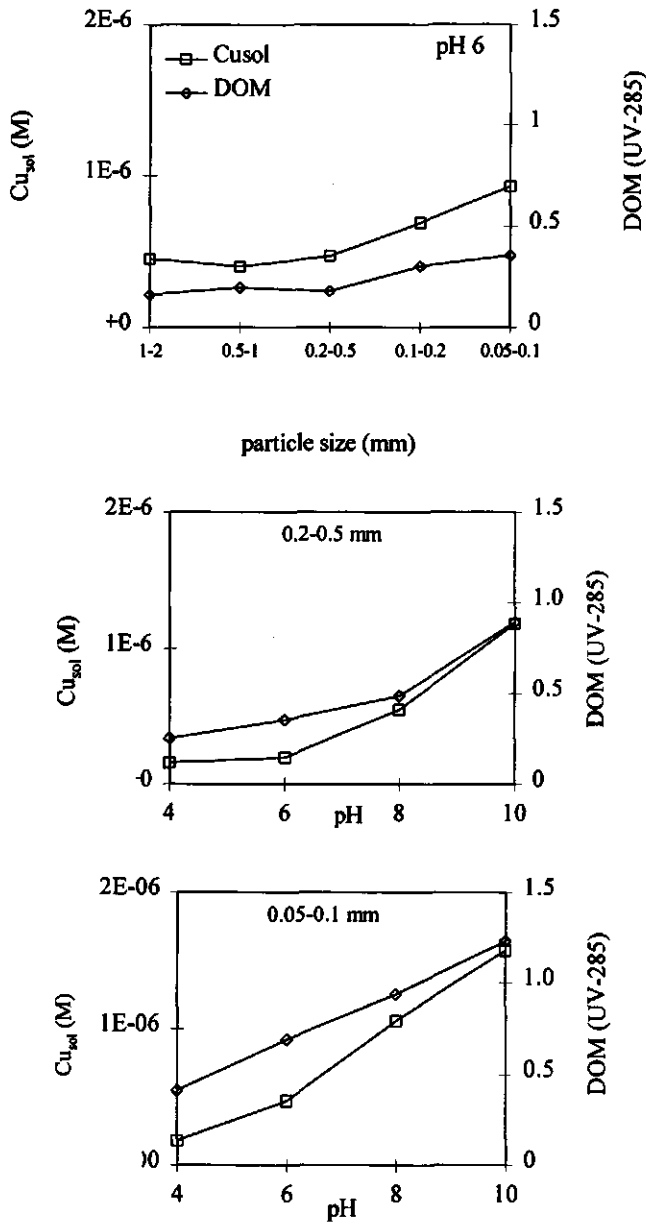 2E-6
1.5
pH 6
Cusol
DOM
1
Cu_sol (M)
DOM (UV-285)
1E-6
0.5
+0
0
1-2 0.5-1 0.2-0.5 0.1-0.2 0.05-0.1
particle size (mm)
2E-6
1.5
0.2-0.5 mm
1.0
Cu_sol (M)
DOM (UV-285)
1E-6
0.5
-0
0
4 6 8 10
pH
2E-06
1.5
0.05-0.1 mm
1.0
Cu_sol (M)
DOM (UV-285)
1E-06
0.5
)0
0
4 6 8 10
pH